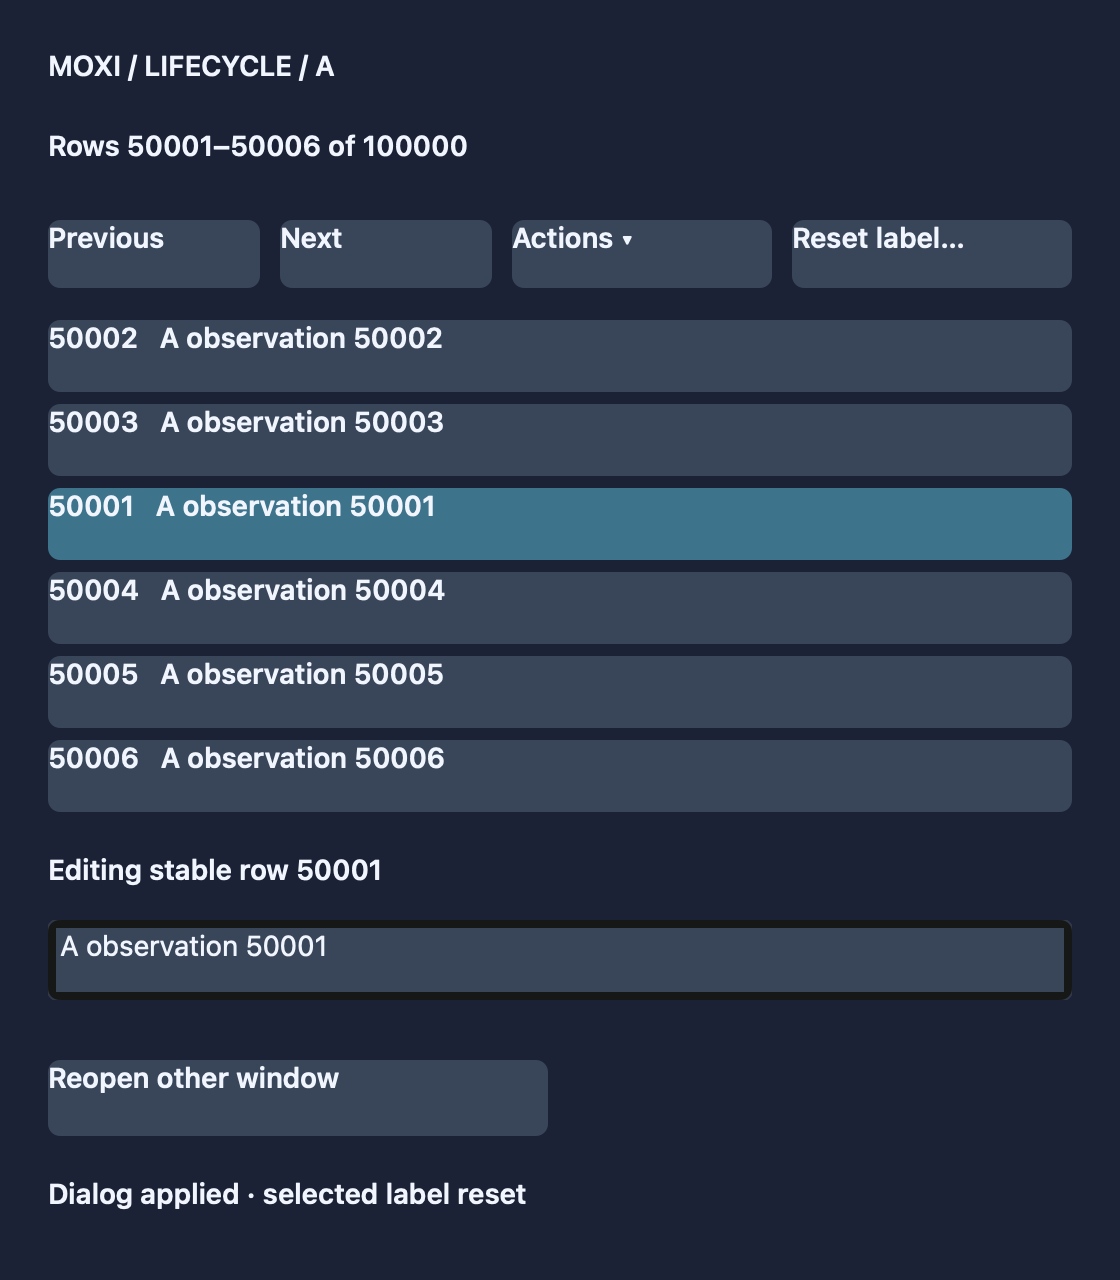 MOXI / LIFECYCLE / A
Rows 50001–50006 of 100000
Previous Next Actions ▾ Reset label...
50002 A observation 50002
50003 A observation 50003
50001 A observation 50001
50004 A observation 50004
50005 A observation 50005
50006 A observation 50006
Editing stable row 50001
A observation 50001
Reopen other window
Dialog applied · selected label reset